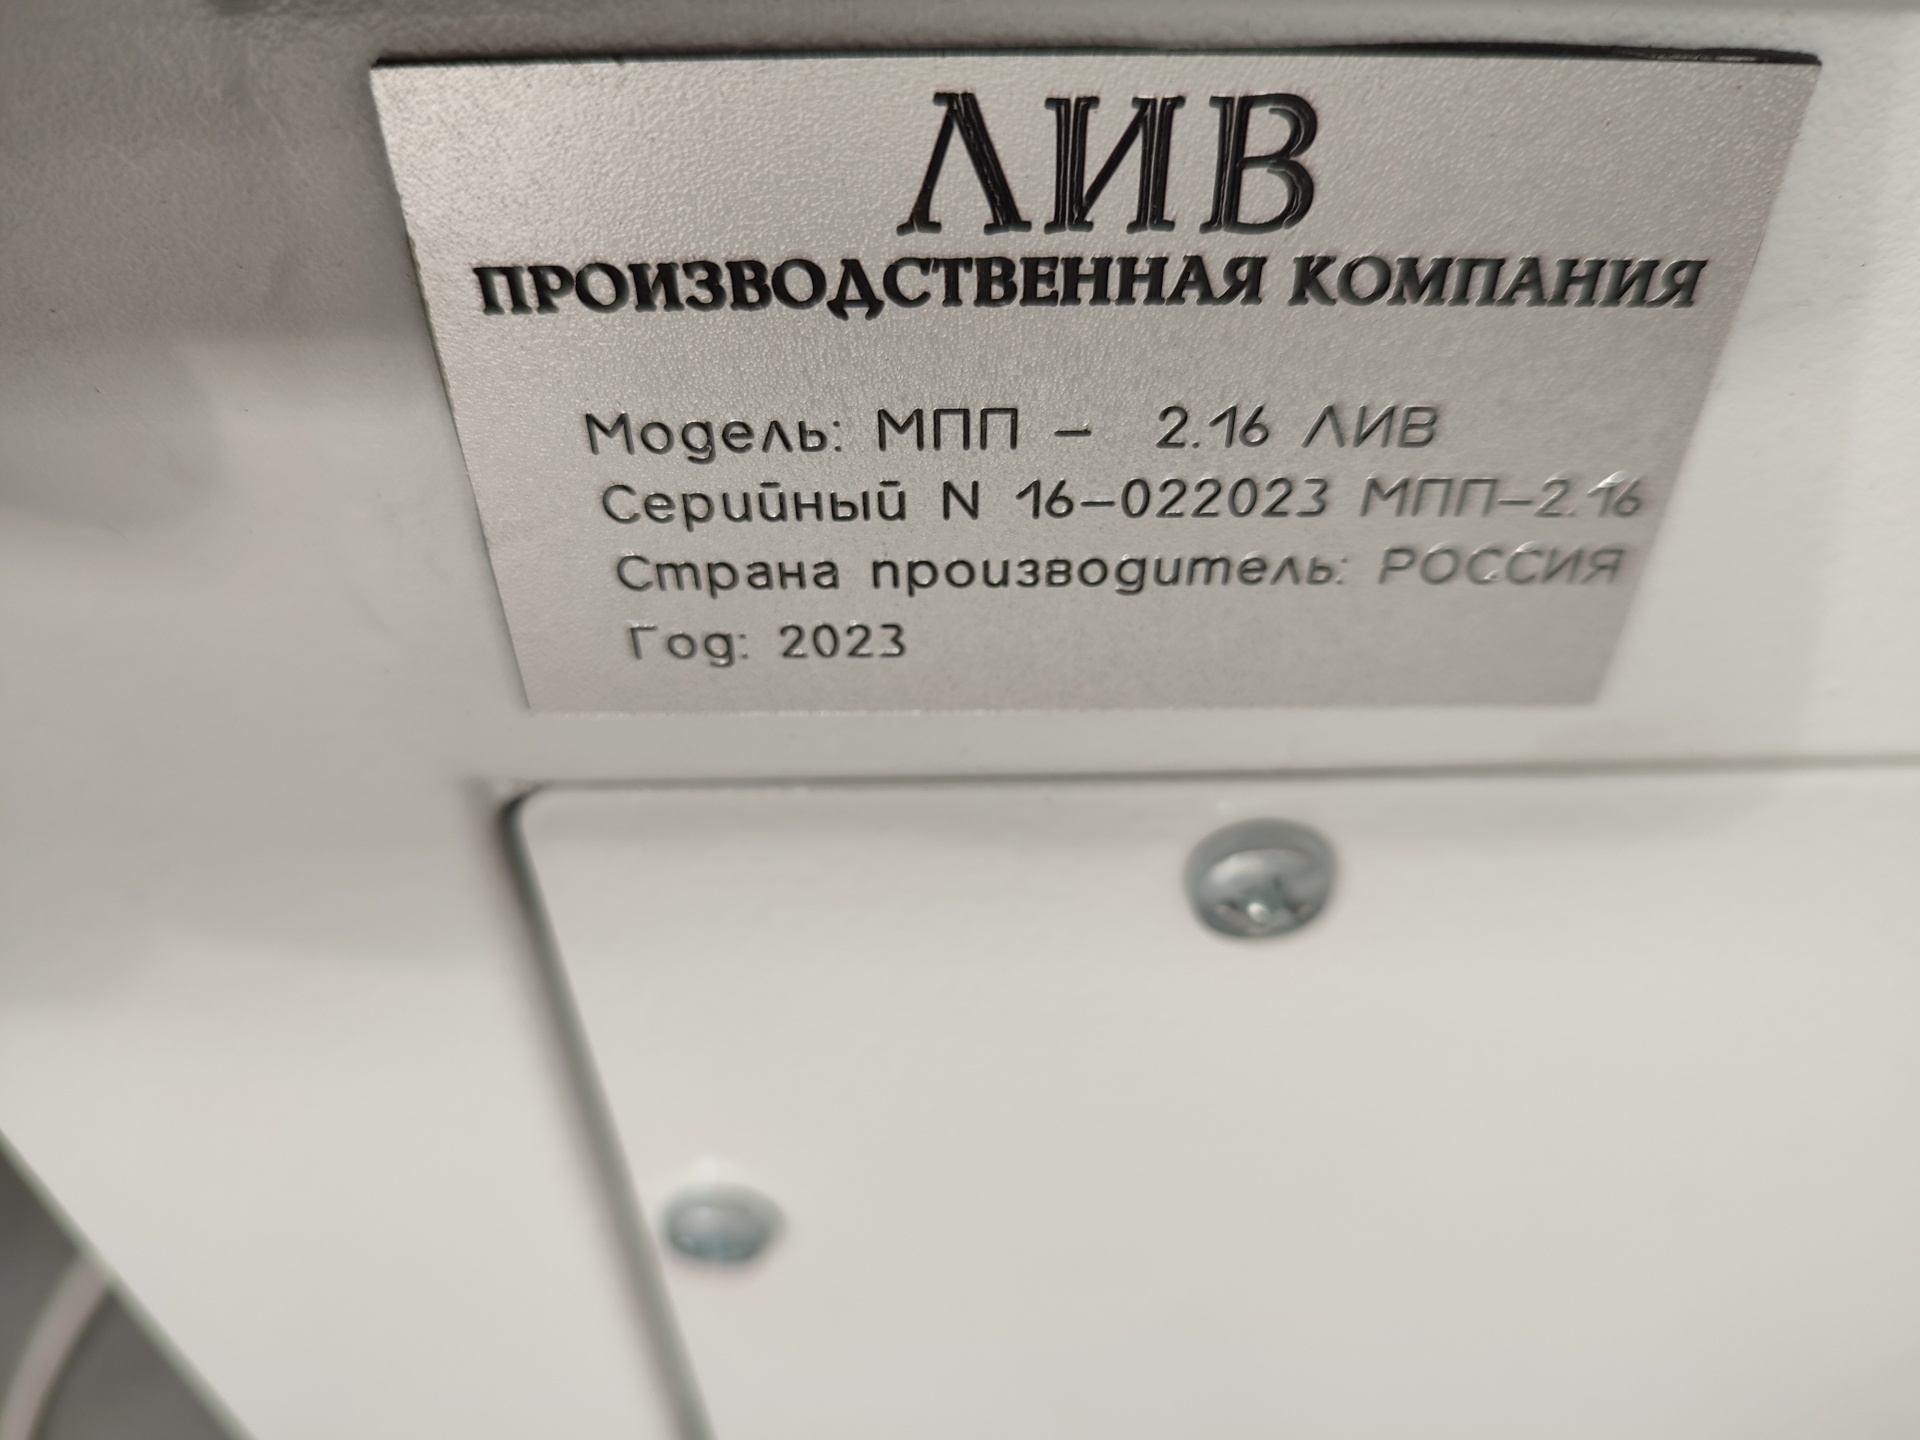 ЛИВ
ПРОИЗВОДСТВЕННАЯ КОМПАНИЯ
Модель: МПП - 2.16 ЛИВ
Серийный N 16-022023 МПП-2.16
Страна производитель: РОССИЯ
Год: 2023